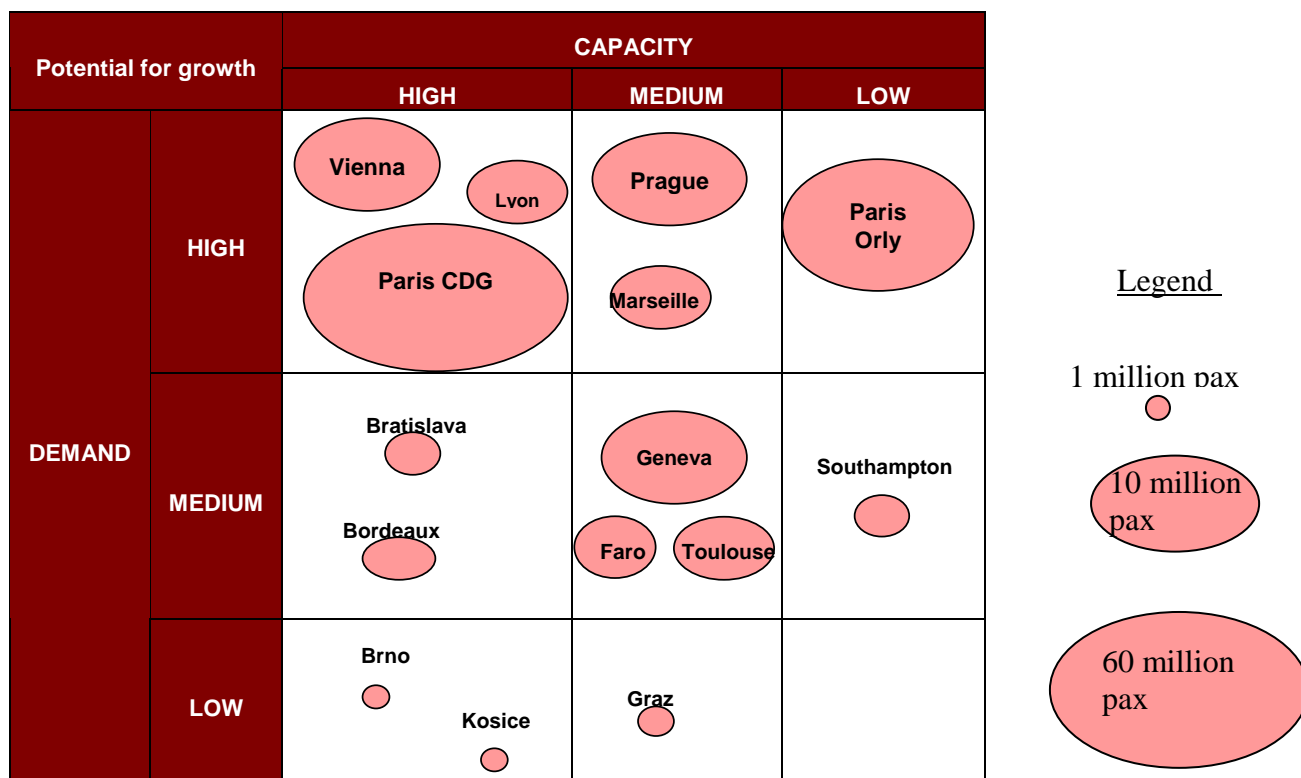 Potential for growth
CAPACITY
HIGH
MEDIUM
LOW
DEMAND
HIGH
Vienna
Lyon
Paris CDG
Prague
Marseille
Paris
Orly
MEDIUM
Bratislava
Bordeaux
Geneva
Faro
Toulouse
Southampton
LOW
Brno
Kosice
Graz
Legend
1 million pax
10 million
pax
60 million
pax